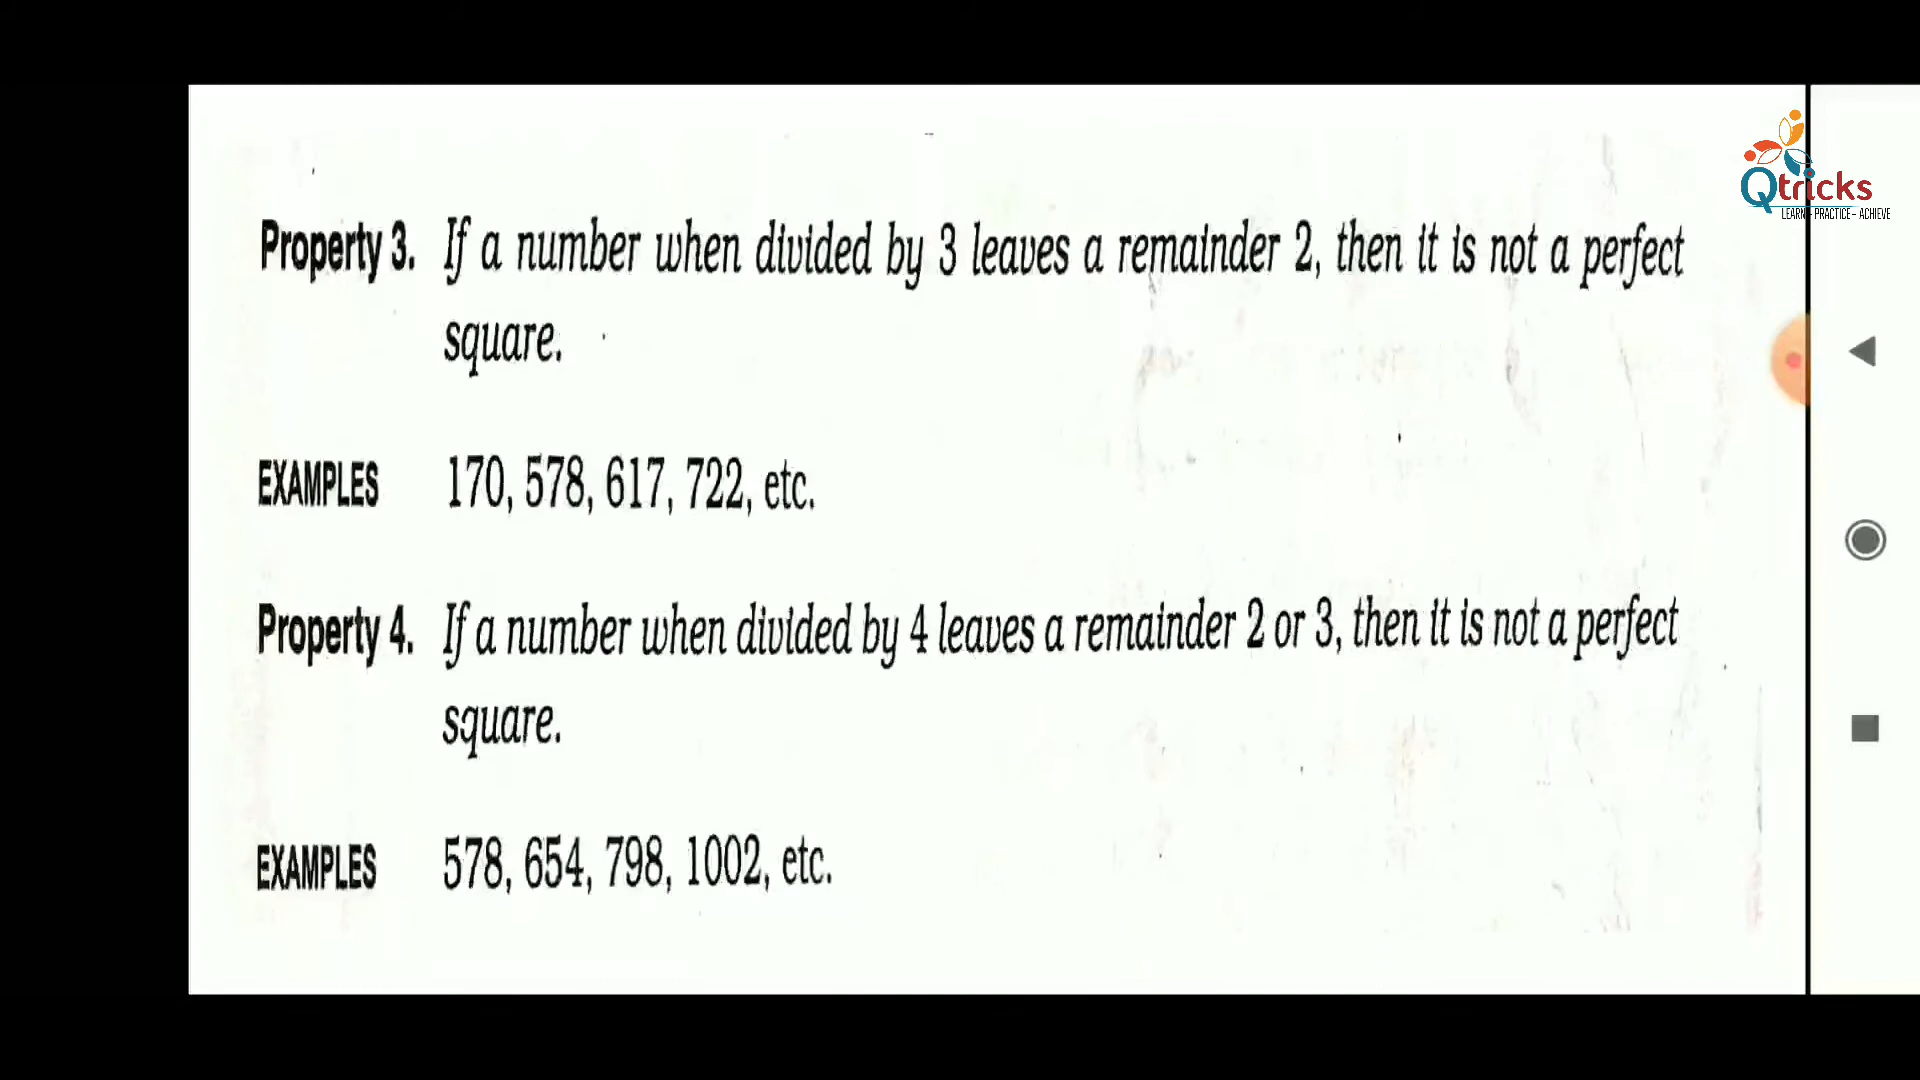 Qtricks
LEARN - PRACTICE - ACHIEVE
Property 3. If a number when divided by 3 leaves a remainder 2, then it is not a perfect
square.
EXAMPLES 170, 578, 617, 722, etc.
Property 4. If a number when divided by 4 leaves a remainder 2 or 3, then it is not a perfect
square.
EXAMPLES 578, 654, 798, 1002, etc.